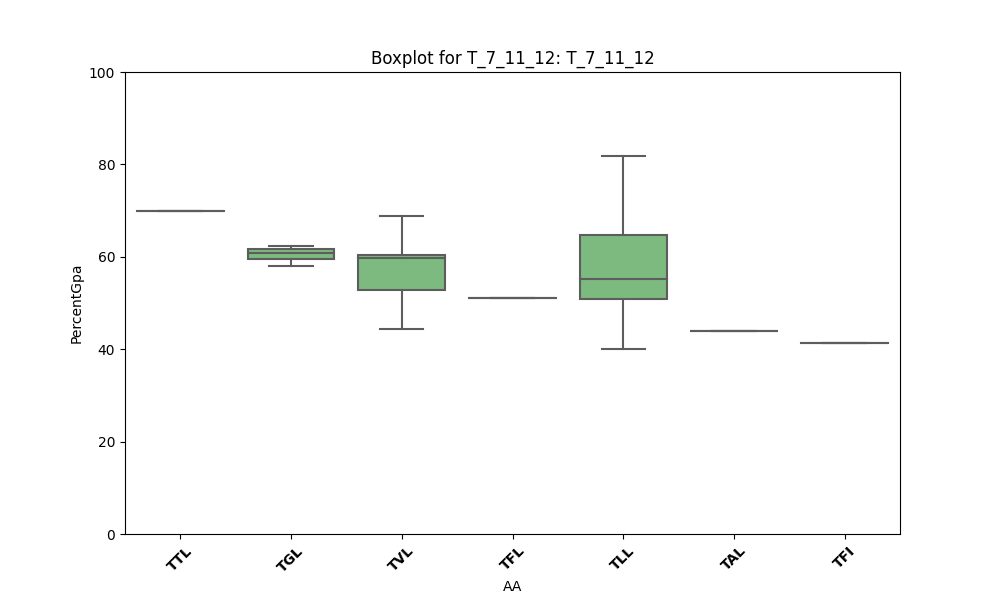 Boxplot for T_7_11_12: T_7_11_12
100
80
60
40
20
0
PercentGpa
TTL
TGL
TVL
TFL
TLL
TAL
TFI
AA